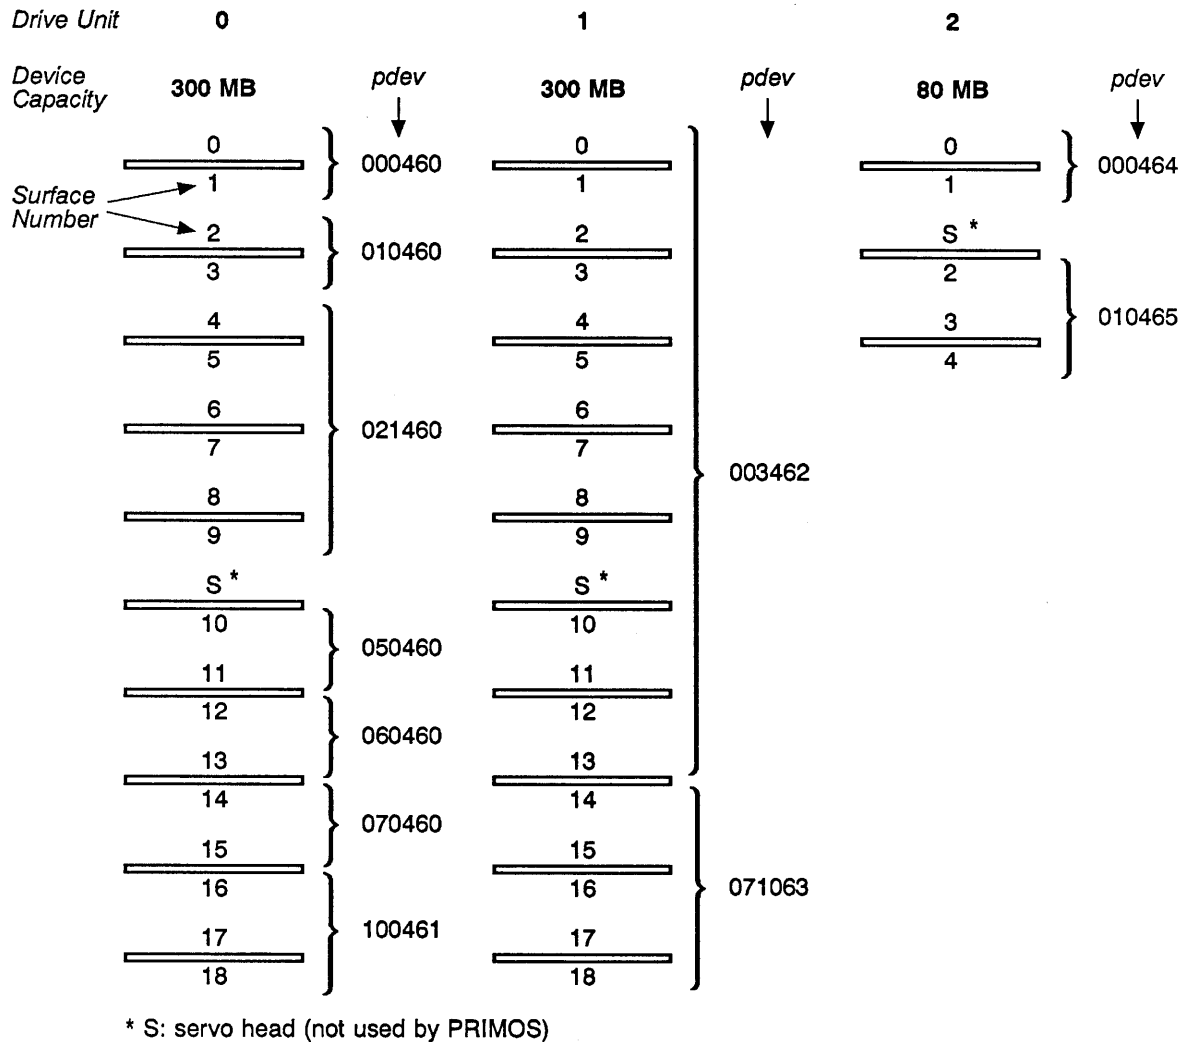 Drive Unit 0 1 2
Device Capacity 300 MB pdev 300 MB pdev 80 MB pdev
0 000460 0 0 000464
1 1 1
Surface Number
2 010460 2 S *
3 3 2
010465
4 4 3
5 5 4
6 6
021460
7 7
003462
8 8
9 9
S * S *
10 10
050460
11 11
12 12
060460
13 13
14 14
070460
15 15
16 16
071063
100461
17 17
18 18
* S: servo head (not used by PRIMOS)